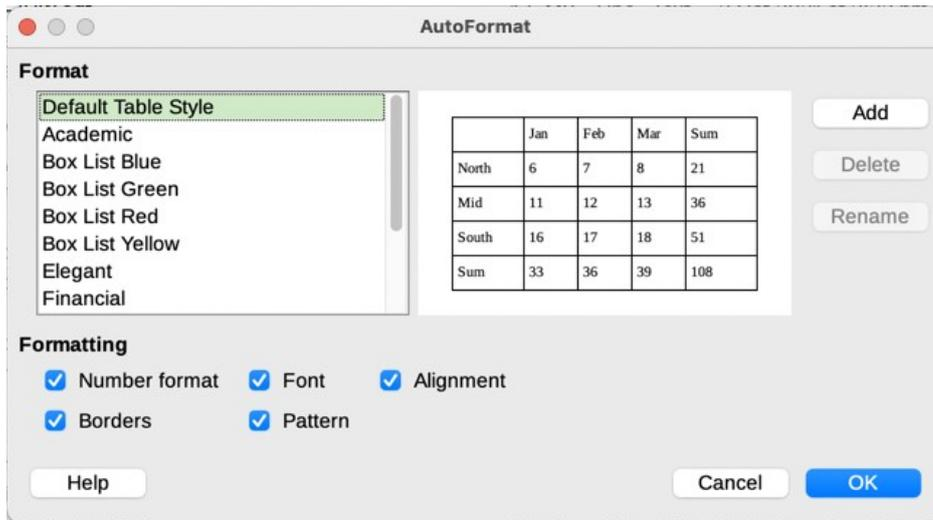 AutoFormat
Format
Default Table Style
Academic
Box List Blue
Box List Green
Box List Red
Box List Yellow
Elegant
Financial
Jan Feb Mar Sum
North 6 7 8 21
Mid 11 12 13 36
South 16 17 18 51
Sum 33 36 39 108
Add
Delete
Rename
Formatting
Number format Font Alignment
Borders Pattern
Help Cancel OK